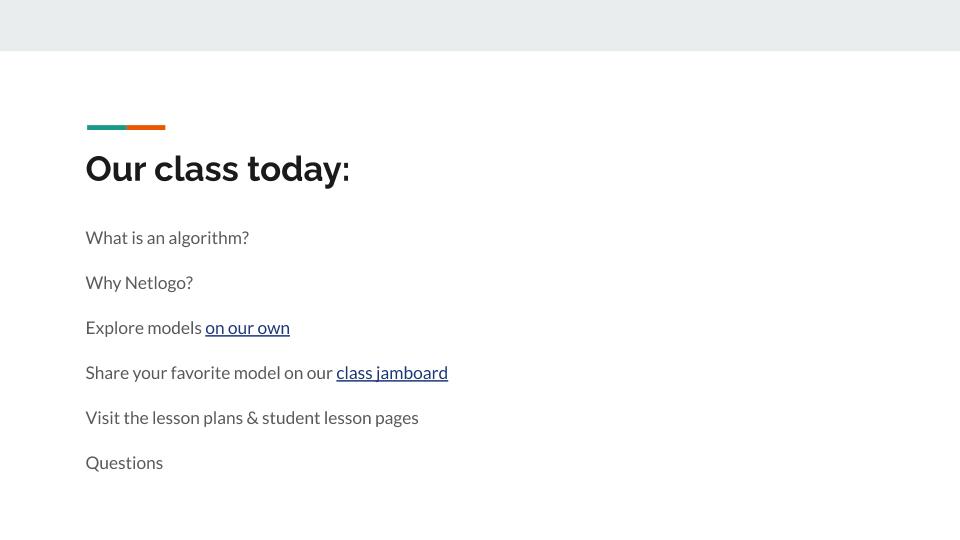 Our class today:
What is an algorithm?
Why Netlogo?
Explore models on our own
Share your favorite model on our class jamboard
Visit the lesson plans & student lesson pages
Questions